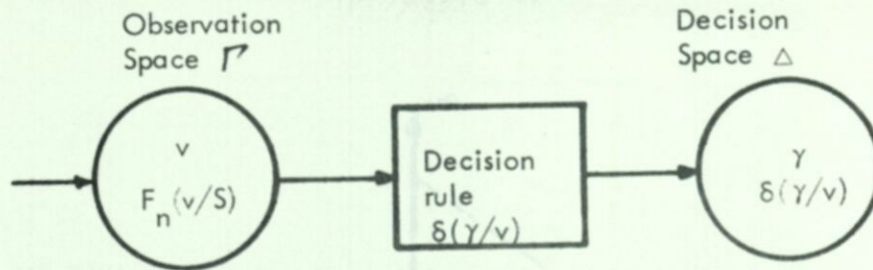 Observation
Space Γ
v
F_n(v/S)
Decision
rule
δ(γ/v)
Decision
Space △
γ
δ(γ/v)